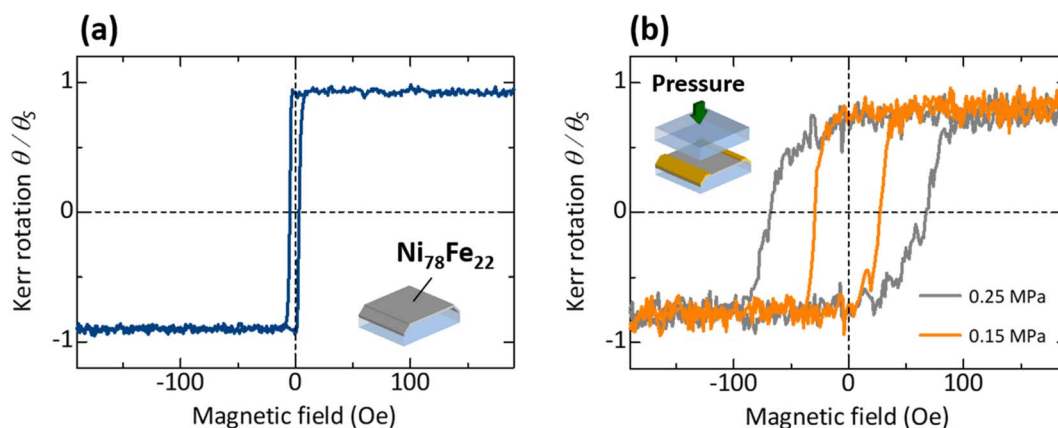 (a)
Kerr rotation θ / θS
1
0
-1
-100
0
100
Magnetic field (Oe)
Ni78Fe22
(b)
Kerr rotation θ / θS
1
0
-1
-100
0
100
Magnetic field (Oe)
Pressure
0.25 MPa
0.15 MPa